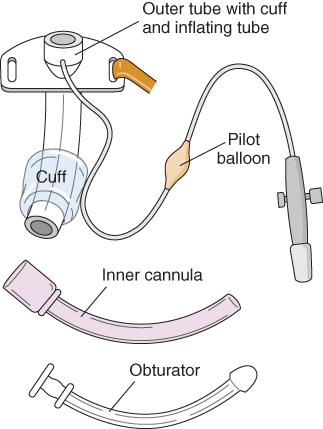 Outer tube with cuff
and inflating tube
Pilot
balloon
Cuff
Inner cannula
Obturator